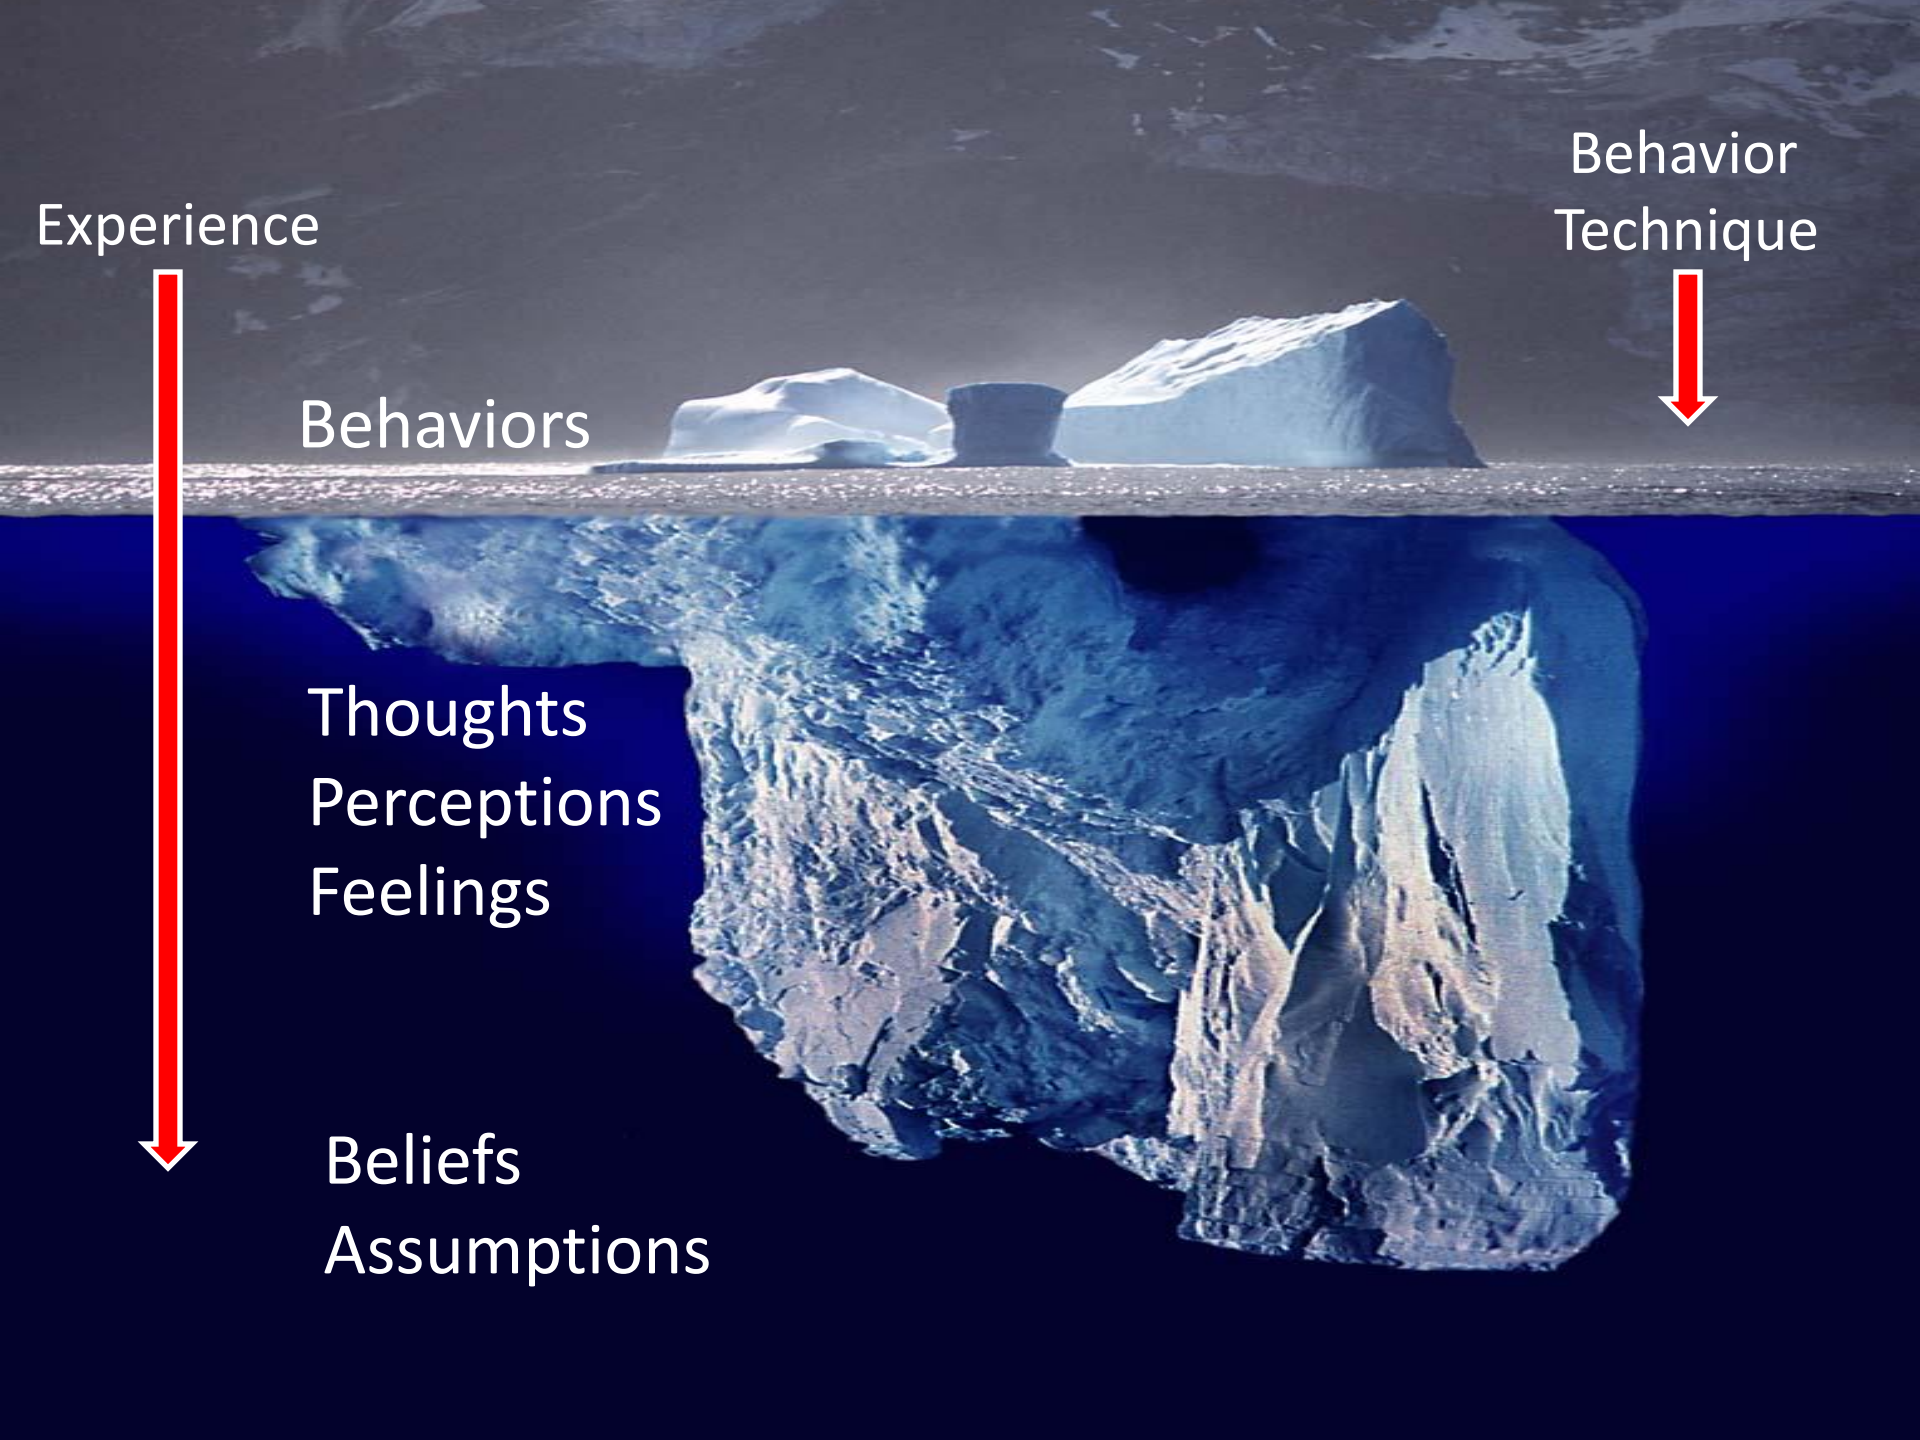 Behavior
Technique
Experience
Behaviors
Thoughts
Perceptions
Feelings
Beliefs
Assumptions